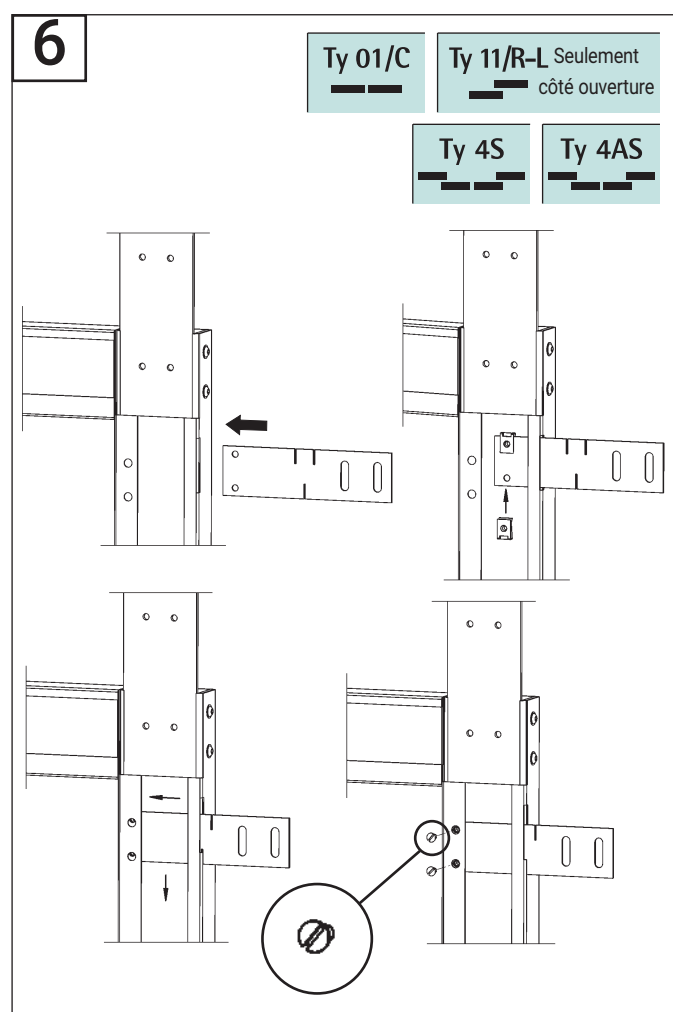 6
Ty 01/C
Ty 11/R-L Seulement
côté ouverture
Ty 4S
Ty 4AS